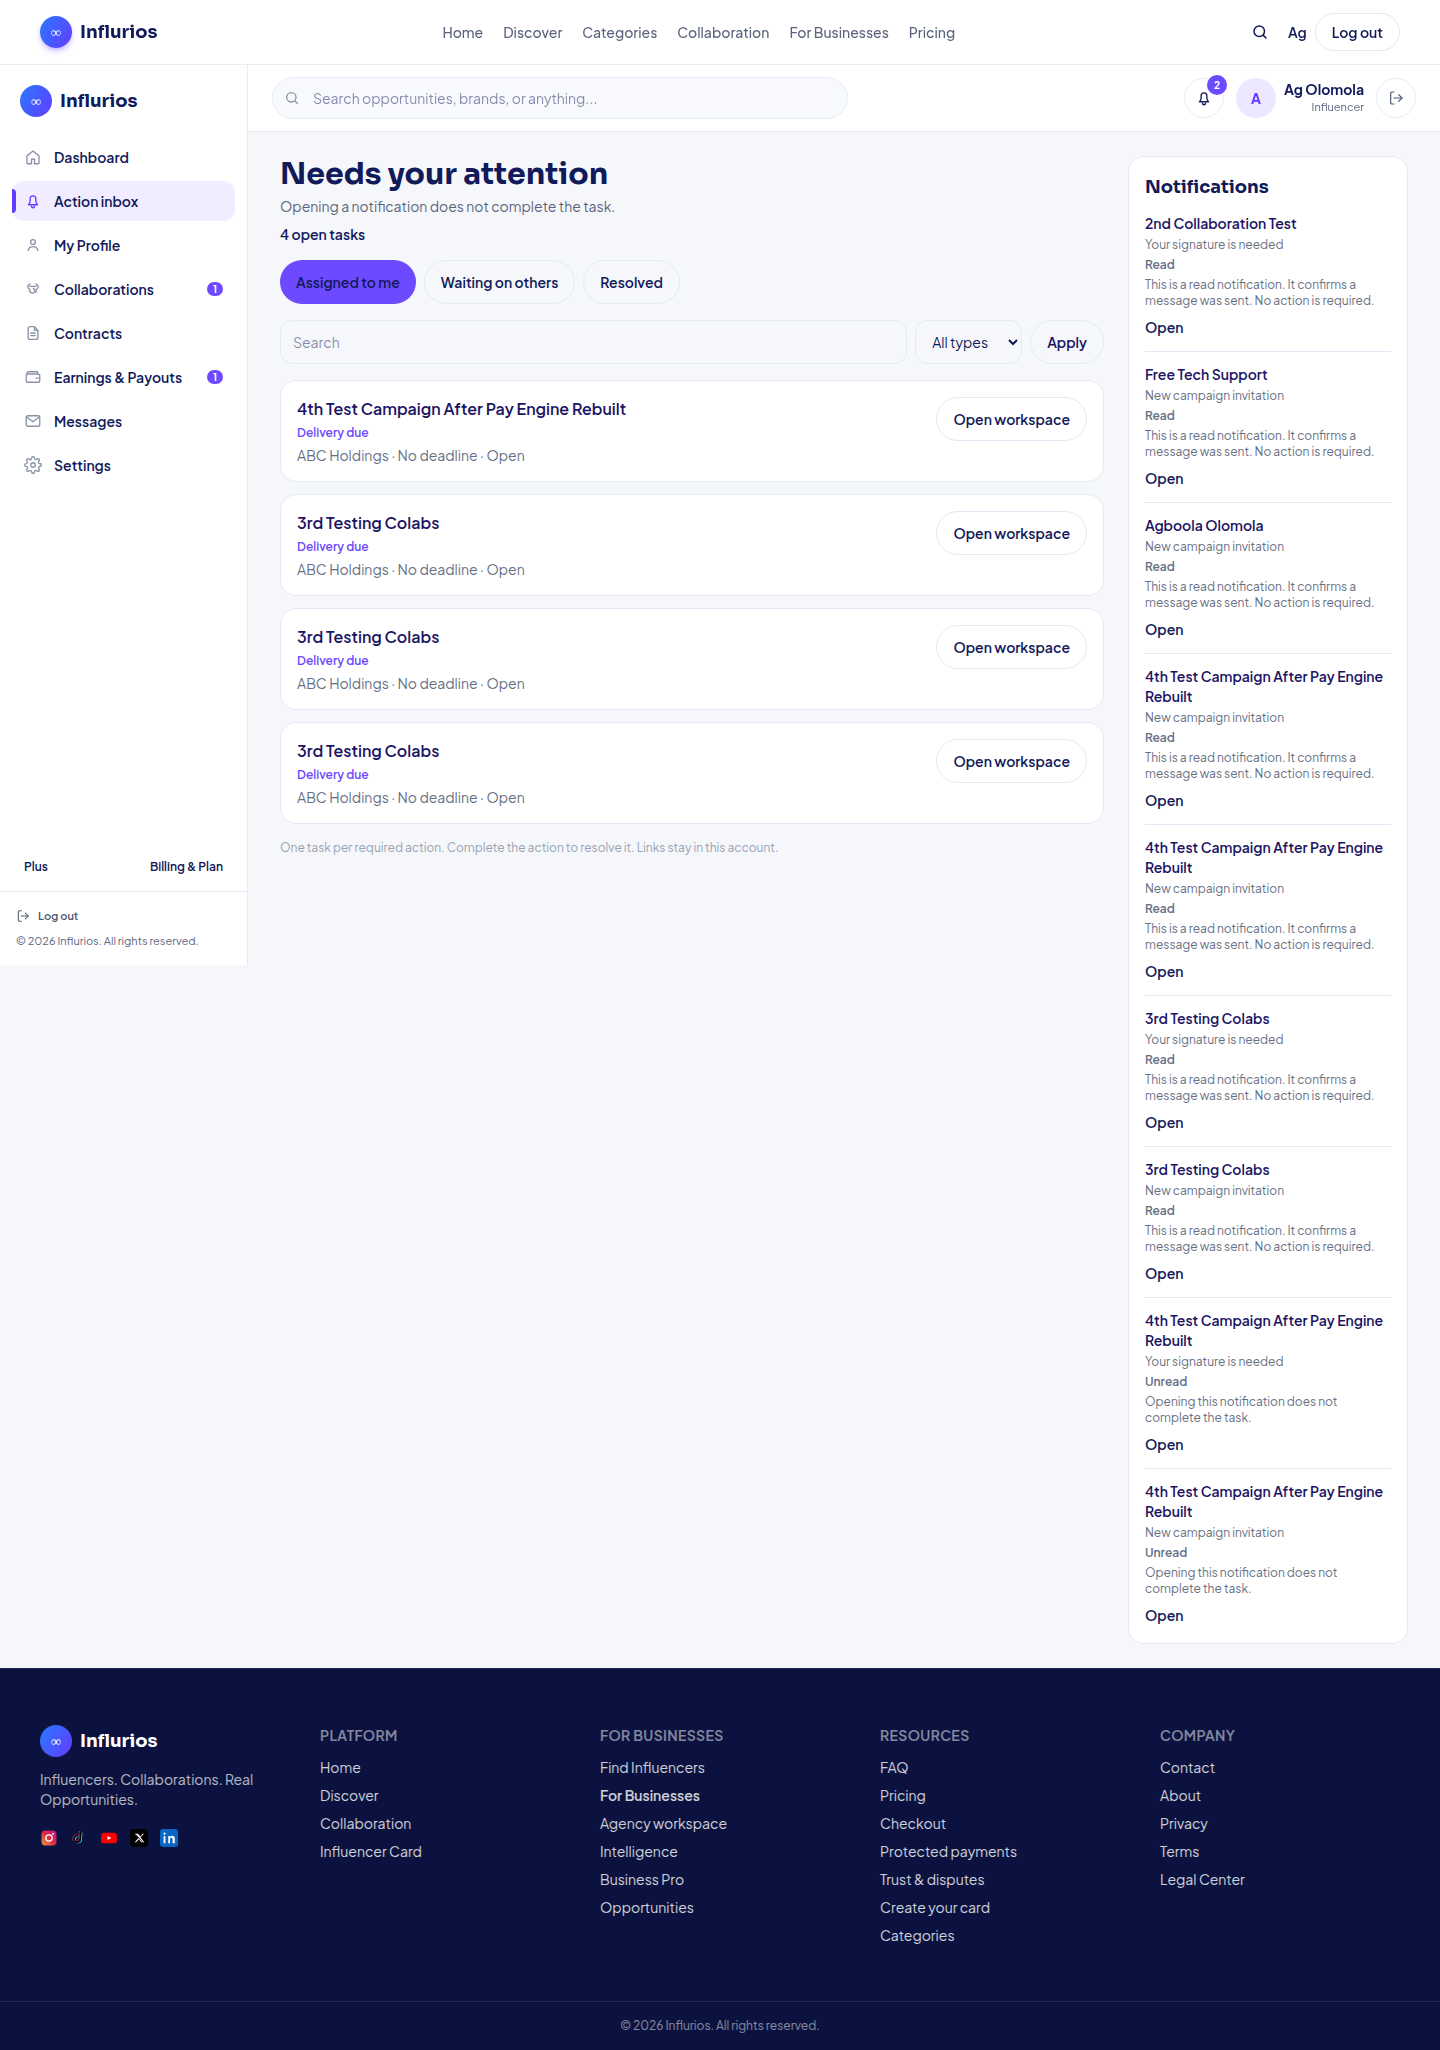 Influrios
Home Discover Categories Collaboration For Businesses Pricing
Ag Log out
Influrios
Dashboard
Action inbox
My Profile
Collaborations 1
Contracts
Earnings & Payouts 1
Messages
Settings
Plus Billing & Plan
Log out
© 2026 Influrios. All rights reserved.
Search opportunities, brands, or anything...
2
A
Ag Olomola
Influencer
Needs your attention
Opening a notification does not complete the task.
4 open tasks
Assigned to me Waiting on others Resolved
Search All types Apply
4th Test Campaign After Pay Engine Rebuilt
Delivery due
ABC Holdings · No deadline · Open
Open workspace
3rd Testing Colabs
Delivery due
ABC Holdings · No deadline · Open
Open workspace
3rd Testing Colabs
Delivery due
ABC Holdings · No deadline · Open
Open workspace
3rd Testing Colabs
Delivery due
ABC Holdings · No deadline · Open
Open workspace
One task per required action. Complete the action to resolve it. Links stay in this account.
Notifications
2nd Collaboration Test
Your signature is needed
Read
This is a read notification. It confirms a
message was sent. No action is required.
Open
Free Tech Support
New campaign invitation
Read
This is a read notification. It confirms a
message was sent. No action is required.
Open
Agboola Olomola
New campaign invitation
Read
This is a read notification. It confirms a
message was sent. No action is required.
Open
4th Test Campaign After Pay Engine
Rebuilt
New campaign invitation
Read
This is a read notification. It confirms a
message was sent. No action is required.
Open
4th Test Campaign After Pay Engine
Rebuilt
New campaign invitation
Read
This is a read notification. It confirms a
message was sent. No action is required.
Open
3rd Testing Colabs
Your signature is needed
Read
This is a read notification. It confirms a
message was sent. No action is required.
Open
3rd Testing Colabs
New campaign invitation
Read
This is a read notification. It confirms a
message was sent. No action is required.
Open
4th Test Campaign After Pay Engine
Rebuilt
Your signature is needed
Unread
Opening this notification does not
complete the task.
Open
4th Test Campaign After Pay Engine
Rebuilt
New campaign invitation
Unread
Opening this notification does not
complete the task.
Open
Influrios
Influencers. Collaborations. Real
Opportunities.
PLATFORM
Home
Discover
Collaboration
Influencer Card
FOR BUSINESSES
Find Influencers
For Businesses
Agency workspace
Intelligence
Business Pro
Opportunities
RESOURCES
FAQ
Pricing
Checkout
Protected payments
Trust & disputes
Create your card
Categories
COMPANY
Contact
About
Privacy
Terms
Legal Center
© 2026 Influrios. All rights reserved.